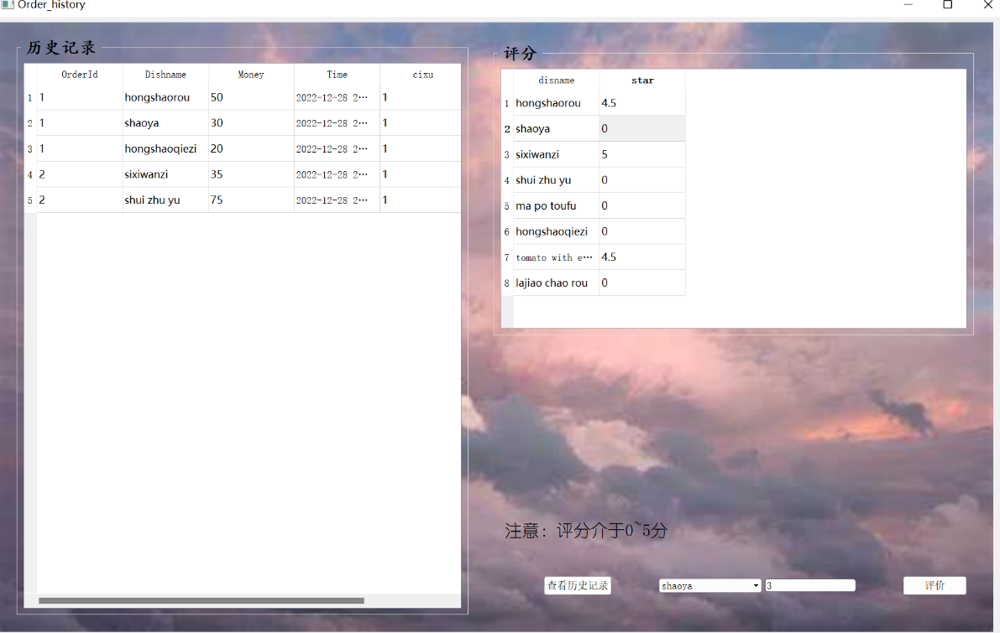 Order_history
历史记录
OrderId Dishname Money Time cixu
1 1 hongshaorou 50 2022-12-28 2… 1
2 1 shaoya 30 2022-12-28 2… 1
3 1 hongshaoqiezi 20 2022-12-28 2… 1
4 2 sixiwanzi 35 2022-12-28 2… 1
5 2 shui zhu yu 75 2022-12-28 2… 1
评分
disname star
1 hongshaorou 4.5
2 shaoya 0
3 sixiwanzi 5
4 shui zhu yu 0
5 ma po toufu 0
6 hongshaoqiezi 0
7 tomato with e… 4.5
8 lajiao chao rou 0
注意：评分介于0~5分
查看历史记录 shaoya 3 评价